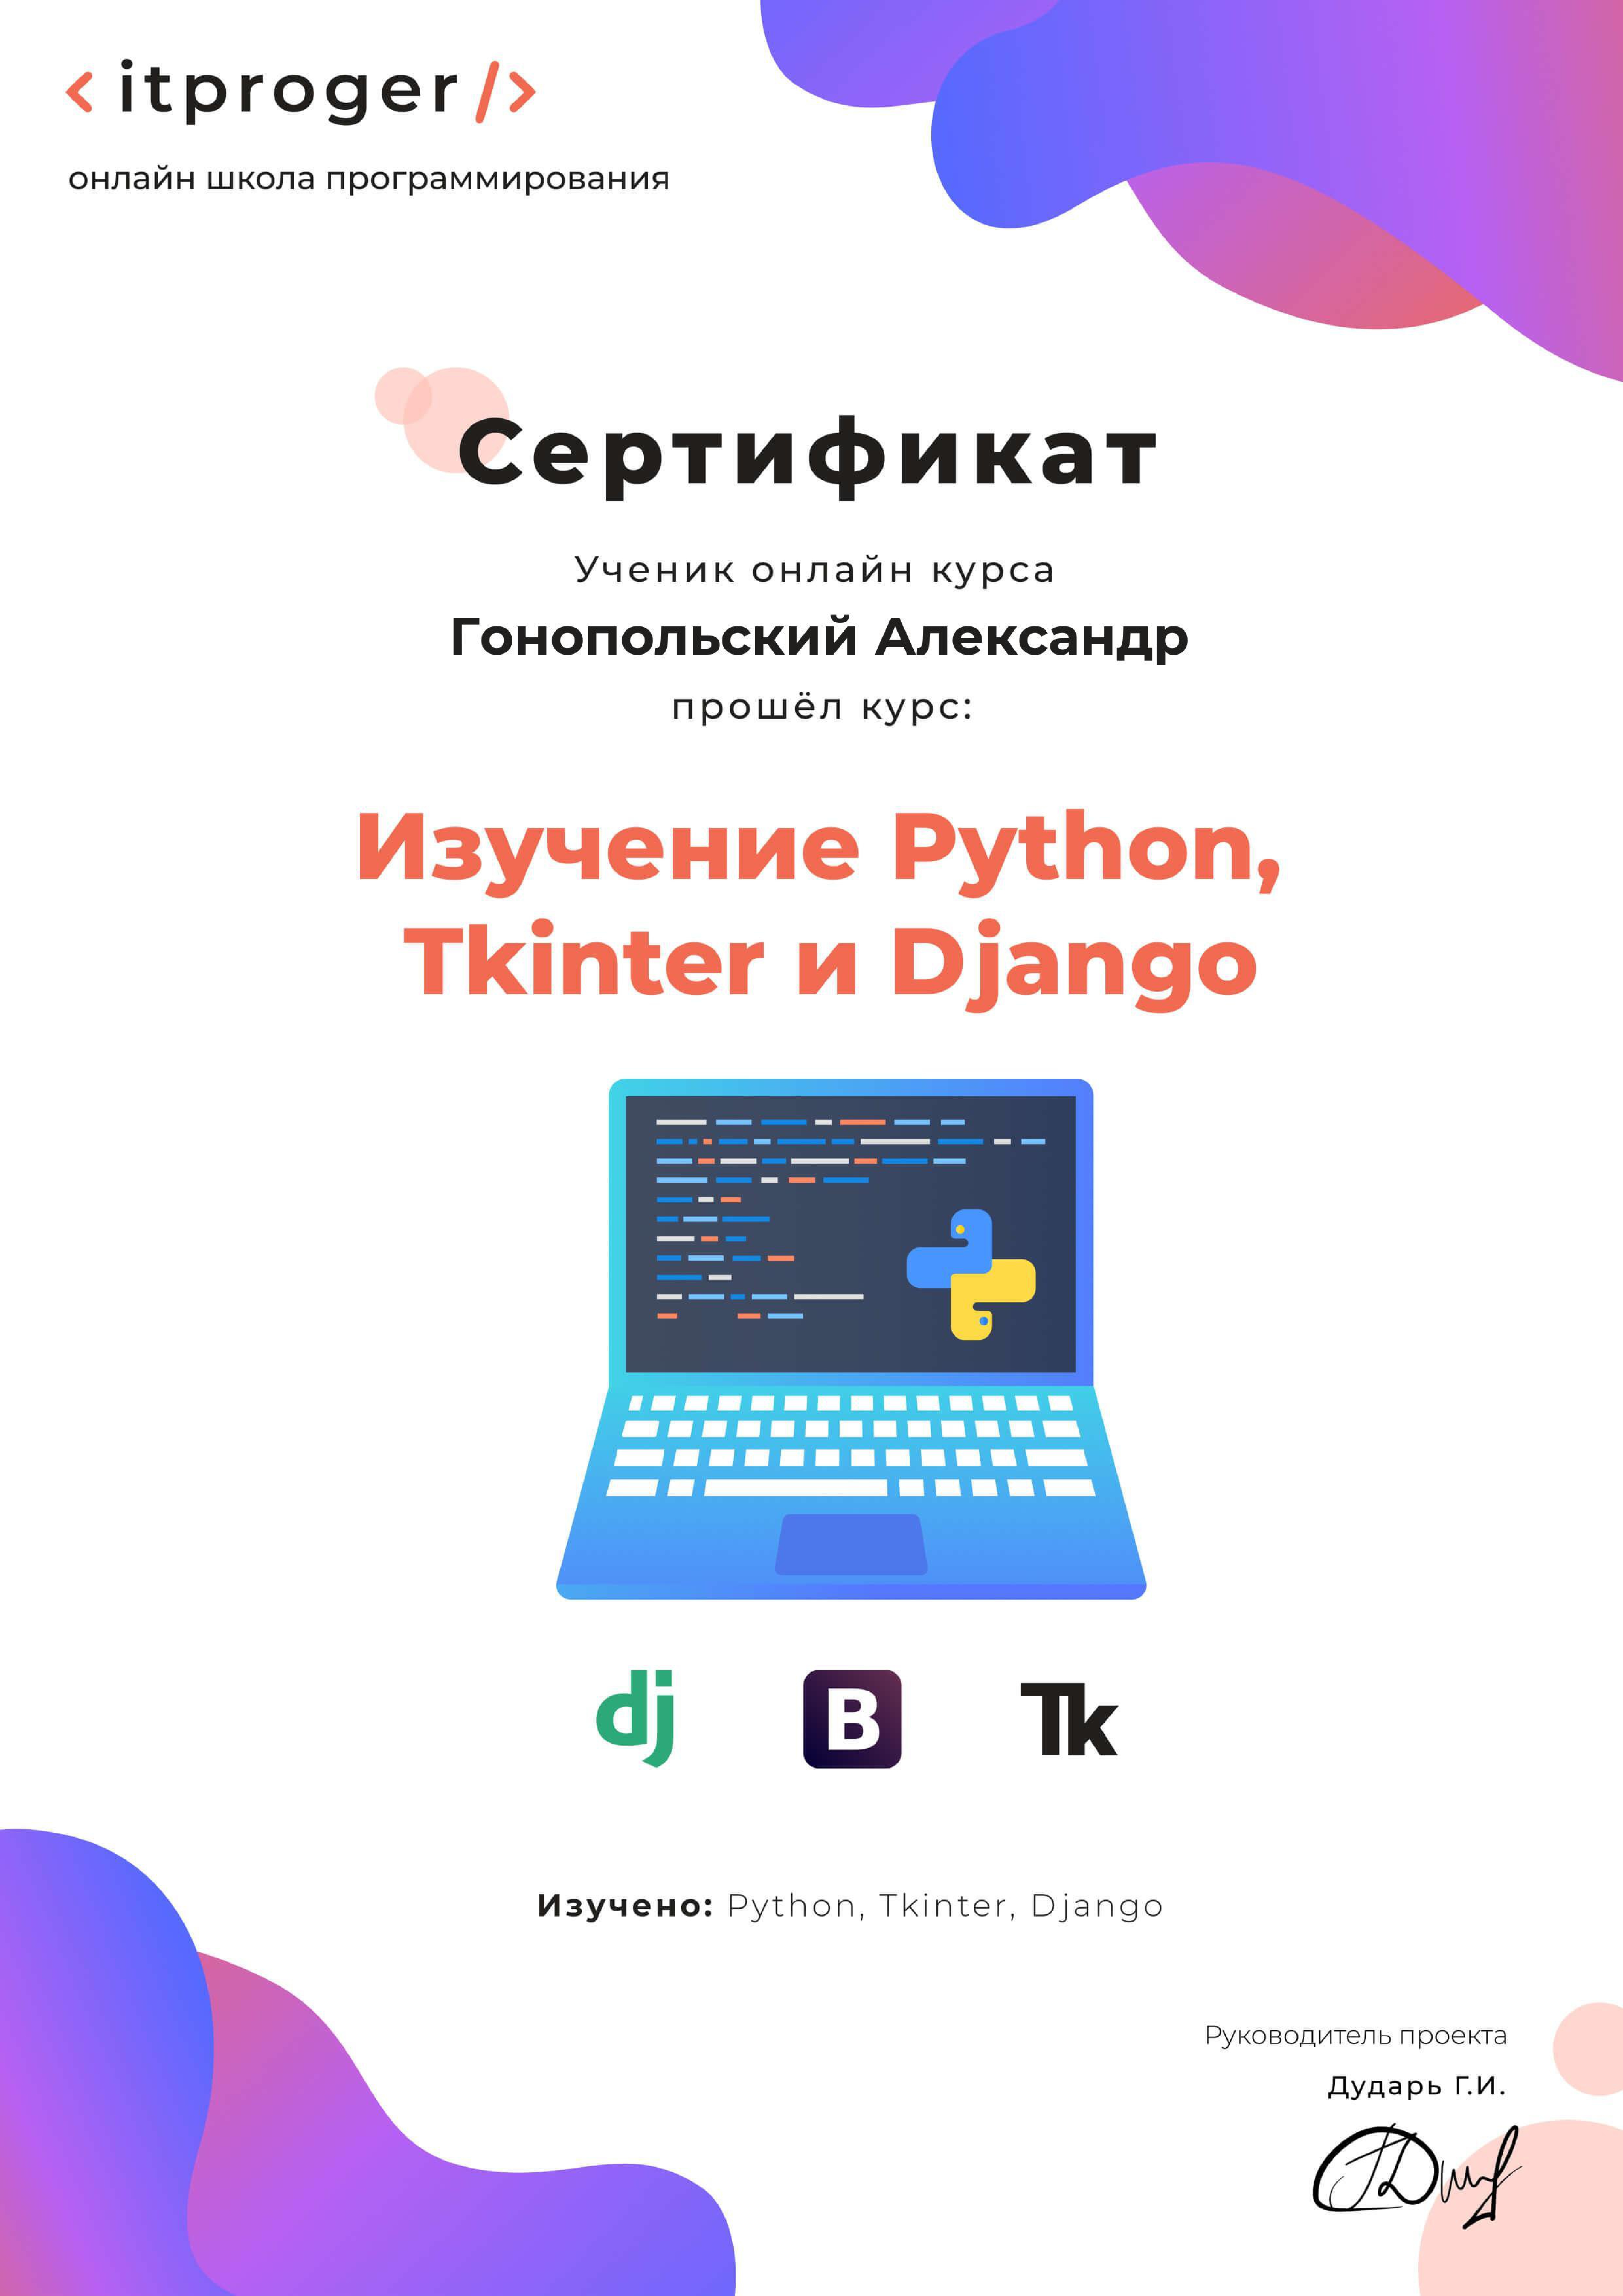 < itproger />
онлайн школа программирования
Сертификат
Ученик онлайн курса
Гонопольский Александр
прошёл курс:
Изучение Python,
Tkinter и Django
dj B Tk
Изучено: Python, Tkinter, Django
Руководитель проекта
Дударь Г.И.